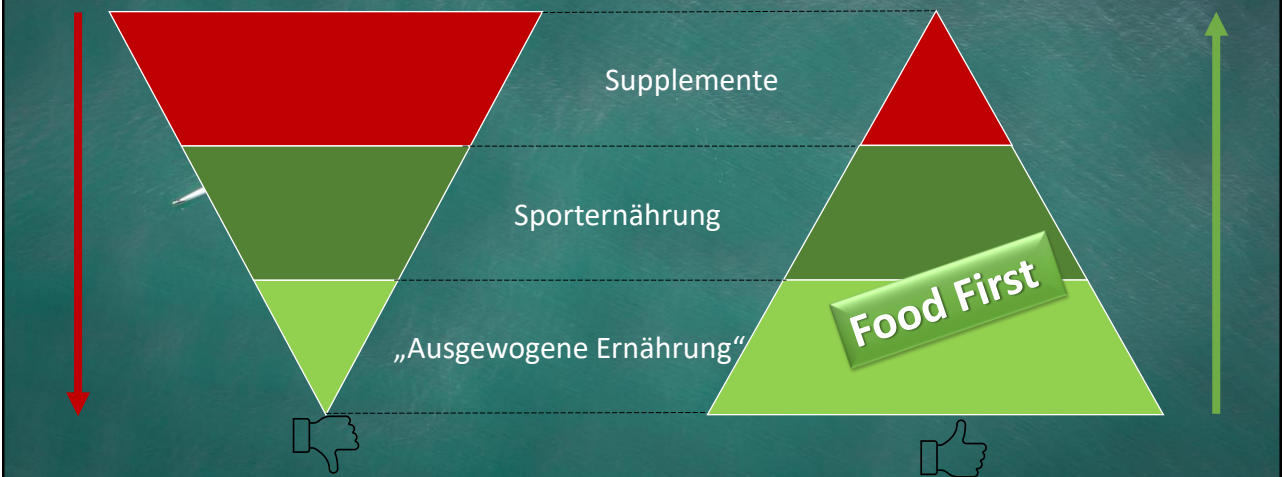 Supplemente
Sporternährung
„Ausgewogene Ernährung“
Food First